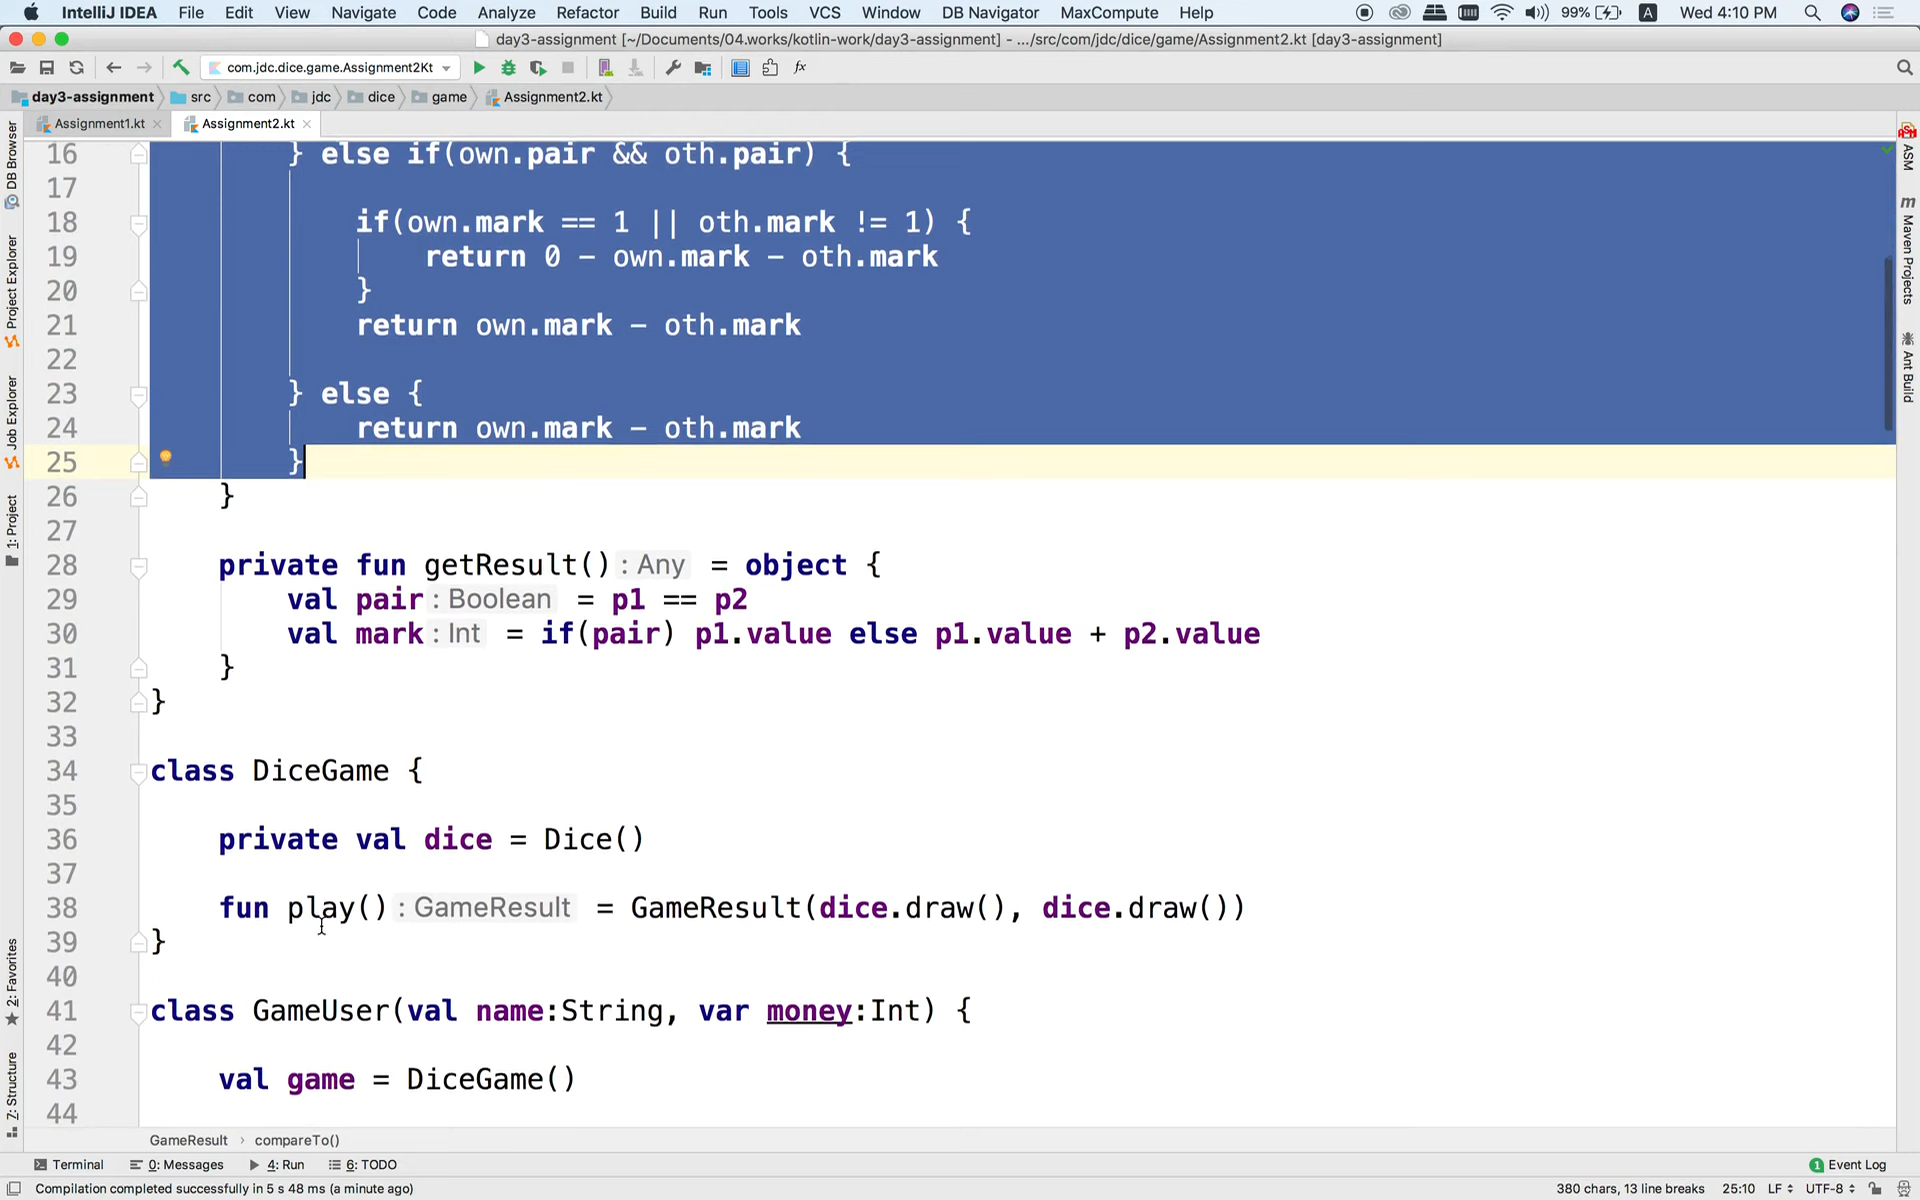 IntelliJ IDEA File Edit View Navigate Code Analyze Refactor Build Run Tools VCS Window DB Navigator MaxCompute Help 99% A Wed 4:10 PM
day3-assignment [~/Documents/04.works/kotlin-work/day3-assignment] - .../src/com/jdc/dice/game/Assignment2.kt [day3-assignment]
com.jdc.dice.game.Assignment2Kt
day3-assignment src com jdc dice game Assignment2.kt
Assignment1.kt Assignment2.kt
16 } else if(own.pair && oth.pair) {
17
18 if(own.mark == 1 || oth.mark != 1) {
19 return 0 - own.mark - oth.mark
20 }
21 return own.mark - oth.mark
22
23 } else {
24 return own.mark - oth.mark
25 }
26 }
27
28 private fun getResult() : Any = object {
29 val pair : Boolean = p1 == p2
30 val mark : Int = if(pair) p1.value else p1.value + p2.value
31 }
32 }
33
34 class DiceGame {
35
36 private val dice = Dice()
37
38 fun play() : GameResult = GameResult(dice.draw(), dice.draw())
39 }
40
41 class GameUser(val name:String, var money:Int) {
42
43 val game = DiceGame()
44
DB Browser
Project Explorer
Job Explorer
1: Project
2: Favorites
Z: Structure
ASM
ASM
m Maven Projects
Ant Build
GameResult › compareTo()
Terminal 0: Messages 4: Run 6: TODO 1 Event Log
Compilation completed successfully in 5 s 48 ms (a minute ago) 380 chars, 13 line breaks 25:10 LF UTF-8